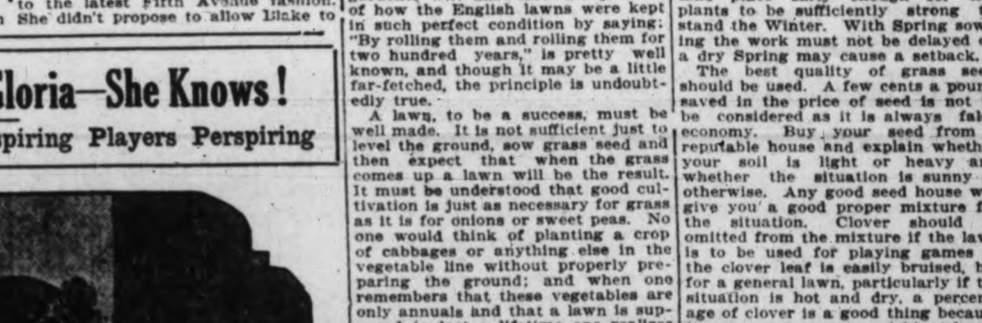 to the latest Fifth Avenue fashion.
She didn't propose to allow Blake to
Gloria—She Knows!
spiring Players Perspiring
of how the English lawns were kept
in such perfect condition by saying:
"By rolling them and rolling them for
two hundred years," is pretty well
known, and though it may be a little
far-fetched, the principle is undoubt-
edly true.
A lawn, to be a success, must be
well made. It is not sufficient just to
level the ground, sow grass seed and
then expect that when the grass
comes up a lawn will be the result.
It must be understood that good cul-
tivation is just as necessary for grass
as it is for onions or sweet peas. No
one would think of planting a crop
of cabbages or anything else in the
vegetable line without properly pre-
paring the ground; and when one
remembers that these vegetables are
only annuals and that a lawn is sup-
plants to be sufficiently strong
stand the Winter. With Spring sow
ing the work must not be delayed
a dry Spring may cause a setback.
The best quality of grass see
should be used. A few cents a poun
saved in the price of seed is not
be considered as it is always fal
economy. Buy your seed from
reputable house and explain wheth
your soil is light or heavy an
whether the situation is sunny
otherwise. Any good seed house w
give you a good proper mixture f
the situation. Clover should
omitted from the mixture if the la
is to be used for playing games
the clover leaf is easily bruised, b
for a general lawn, particularly if t
situation is hot and dry, a percen
age of clover is a good thing becau